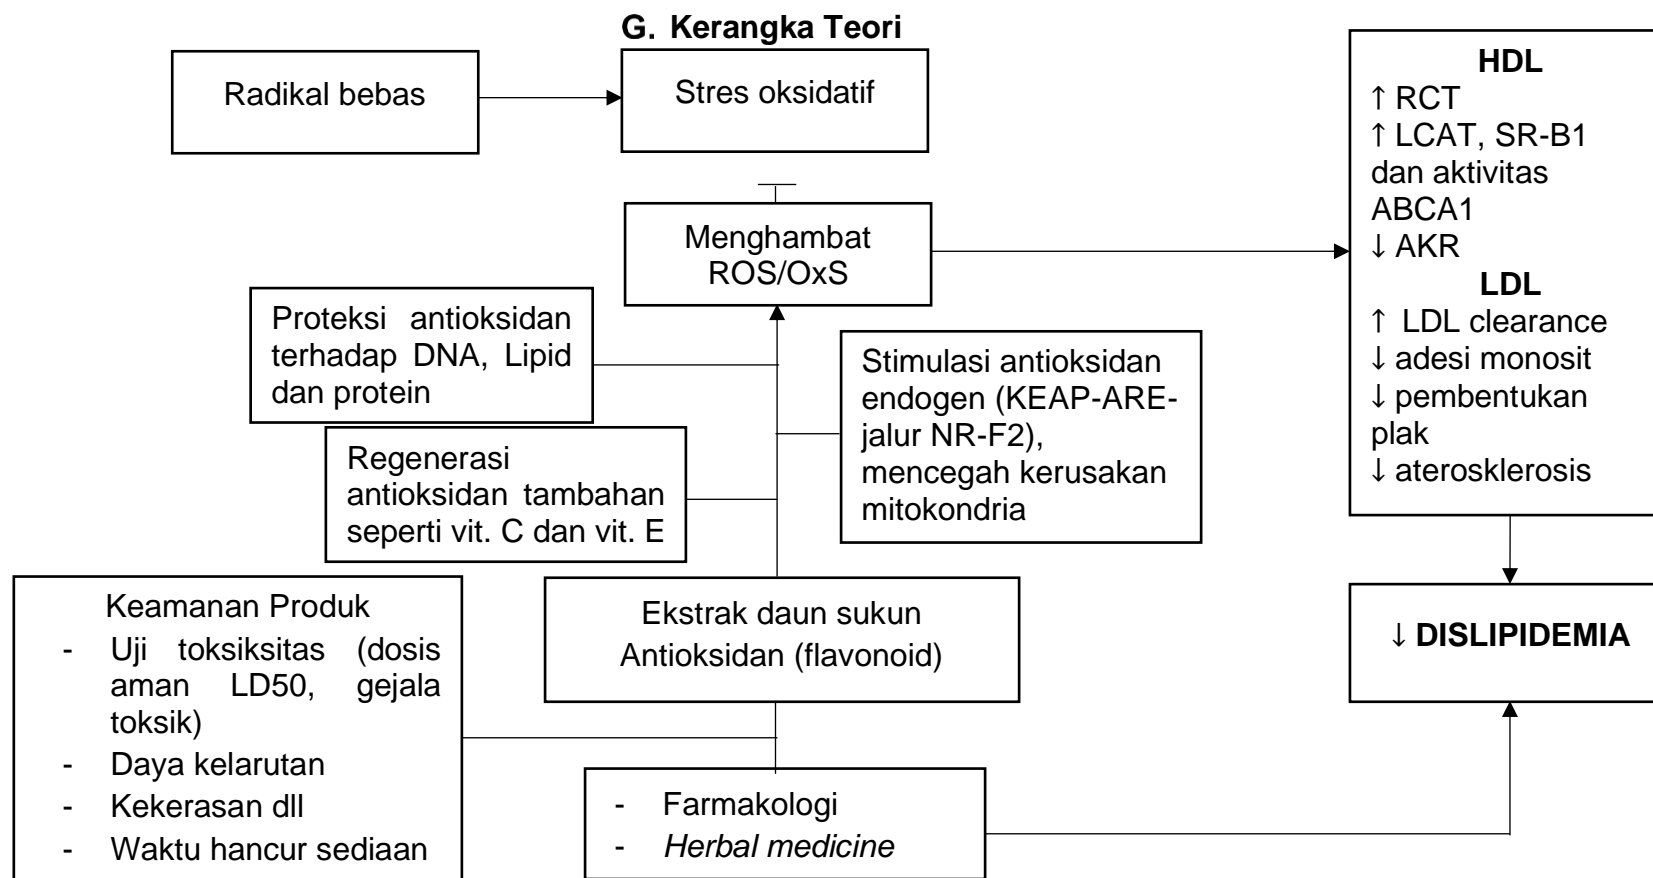 G. Kerangka Teori
Radikal bebas
Stres oksidatif
HDL
↑ RCT
↑ LCAT, SR-B1
dan aktivitas
ABCA1
↓ AKR
LDL
↑ LDL clearance
↓ adesi monosit
↓ pembentukan
plak
↓ aterosklerosis
Menghambat
ROS/OxS
Proteksi antioksidan
terhadap DNA, Lipid
dan protein
Stimulasi antioksidan
endogen (KEAP-ARE-
jalur NR-F2),
mencegah kerusakan
mitokondria
Regenerasi
antioksidan tambahan
seperti vit. C dan vit. E
Keamanan Produk
- Uji toksiksitas (dosis
aman LD50, gejala
toksik)
- Daya kelarutan
- Kekerasan dll
- Waktu hancur sediaan
Ekstrak daun sukun
Antioksidan (flavonoid)
↓ DISLIPIDEMIA
- Farmakologi
- Herbal medicine